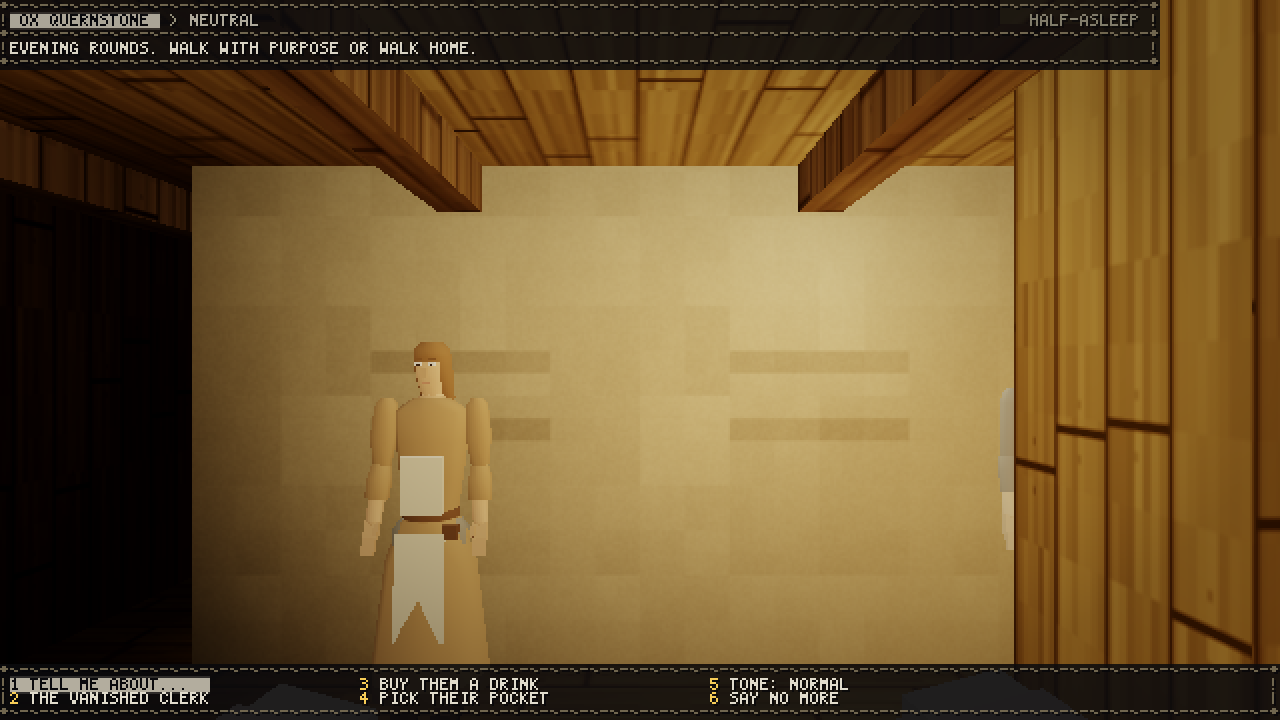 OX QUERNSTONE > NEUTRAL HALF-ASLEEP
EVENING ROUNDS. WALK WITH PURPOSE OR WALK HOME.
1 TELL ME ABOUT... 3 BUY THEM A DRINK 5 TONE: NORMAL
2 THE VANISHED CLERK 4 PICK THEIR POCKET 6 SAY NO MORE